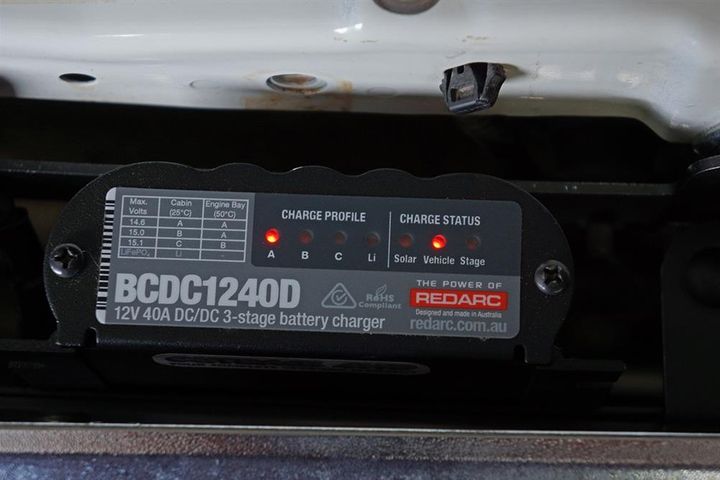 Max. Volts Cabin (25°C) Engine Bay (50°C)
14.6 A A
15.0 B A
15.1 C B
LiFePO4 Li -
CHARGE PROFILE
A B C Li
CHARGE STATUS
Solar Vehicle Stage
BCDC1240D
12V 40A DC/DC 3-stage battery charger
RoHS
Compliant
THE POWER OF
REDARC
Designed and made in Australia
redarc.com.au